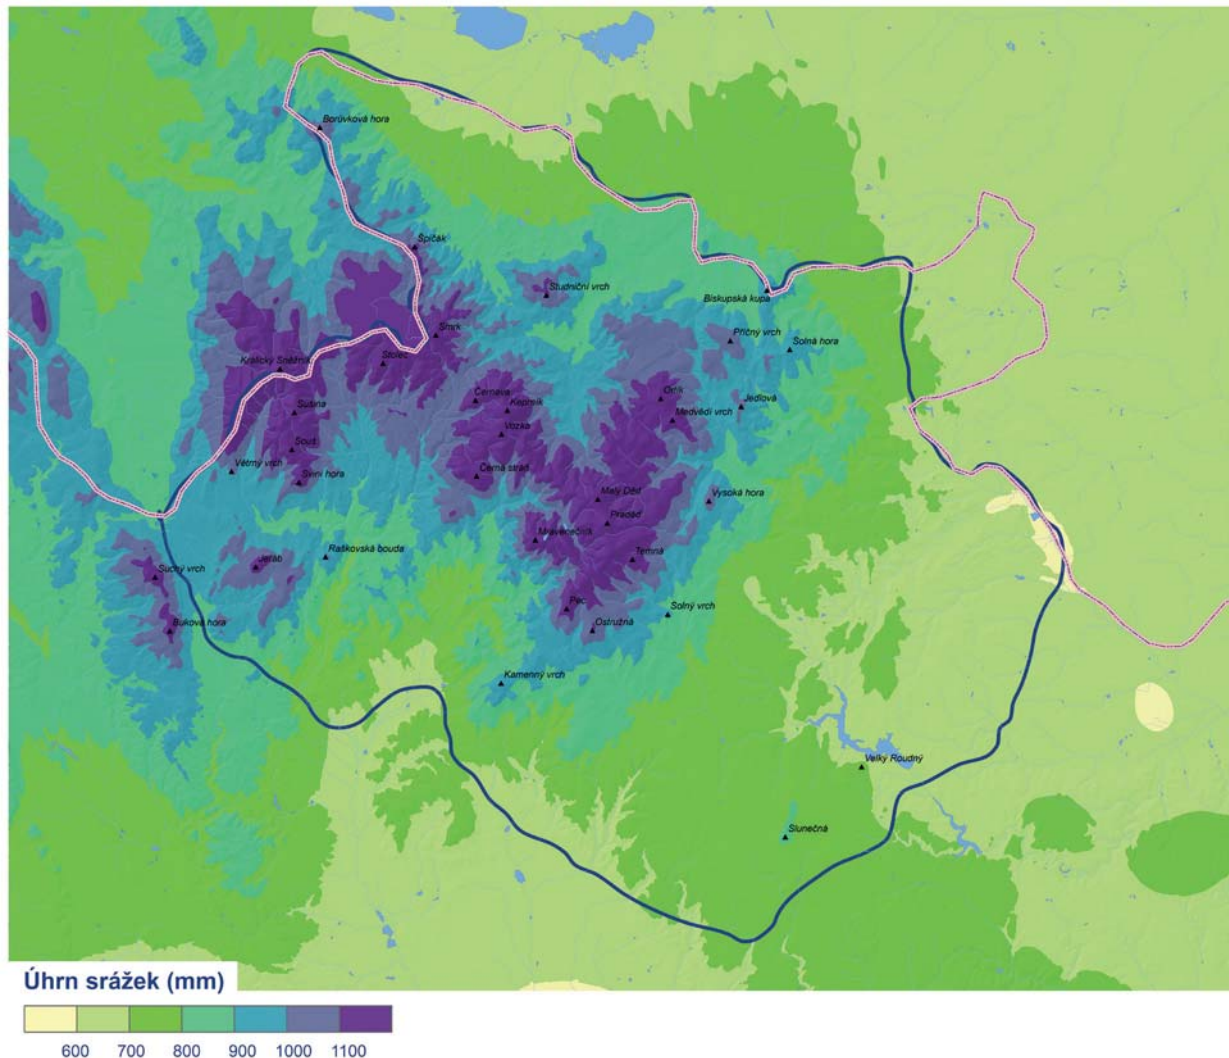 Borůvková hora
Špičák
Studniční vrch
Biskupská kupa
Smrk
Příčný vrch
Solná hora
Stolec
Kralický Sněžník
Černava
Keprník
Orlík
Jedlová
Sušina
Medvědí vrch
Vozka
Souš
Větrný vrch
Černá stráň
Sviní hora
Malý Děd
Vysoká hora
Praděd
Mravenečník
Raškovská bouda
Jeřáb
Temná
Suchý vrch
Pec
Solný vrch
Buková hora
Ostružná
Kamenný vrch
Velký Roudný
Slunečná
Úhrn srážek (mm)
600 700 800 900 1000 1100